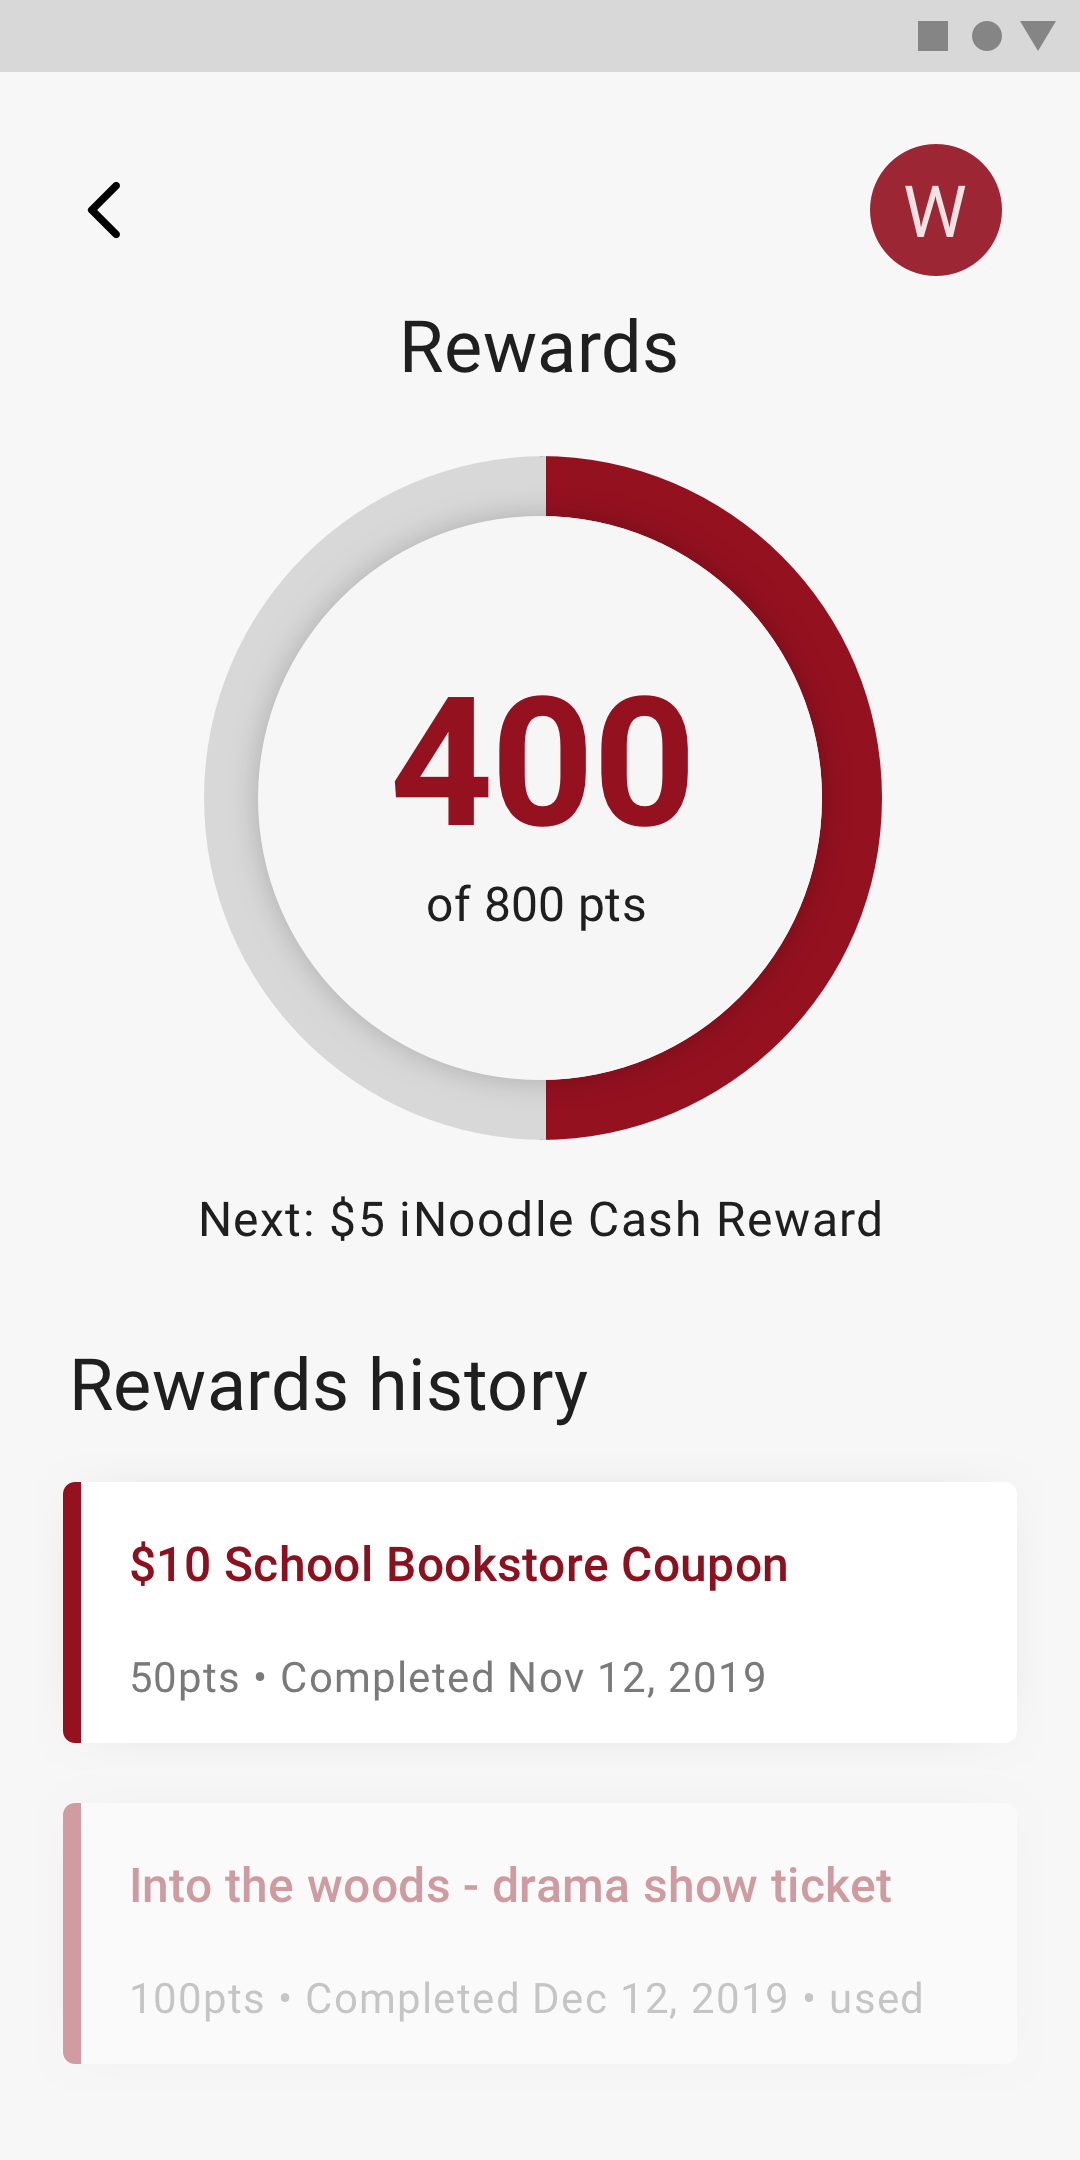 W
Rewards
400
of 800 pts
Next: $5 iNoodle Cash Reward
Rewards history
$10 School Bookstore Coupon
50pts • Completed Nov 12, 2019
Into the woods - drama show ticket
100pts • Completed Dec 12, 2019 • used